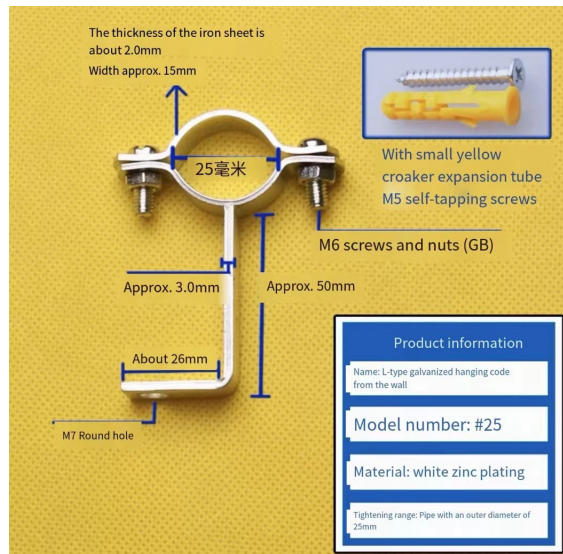 The thickness of the iron sheet is
about 2.0mm
Width approx. 15mm
25毫米
With small yellow
croaker expansion tube
M5 self-tapping screws
M6 screws and nuts (GB)
Approx. 3.0mm
Approx. 50mm
About 26mm
M7 Round hole
Product information
Name: L-type galvanized hanging code
from the wall
Model number: #25
Material: white zinc plating
Tightening range: Pipe with an outer diameter of
25mm